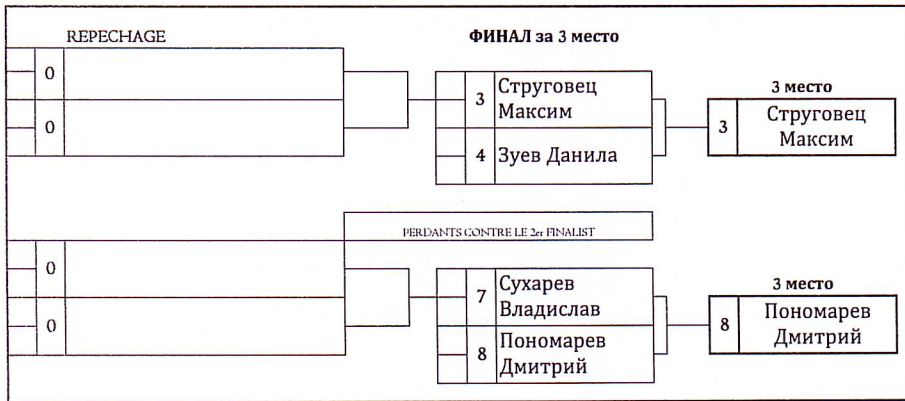 REPECHAGE
ФИНАЛ за 3 место
0
0
3 Струговец
Максим
4 Зуев Данила
3 место
3 Струговец
Максим
PERDANTS CONTRE LE 2er FINALIST
0
0
7 Сухарев
Владислав
8 Пономарев
Дмитрий
3 место
8 Пономарев
Дмитрий